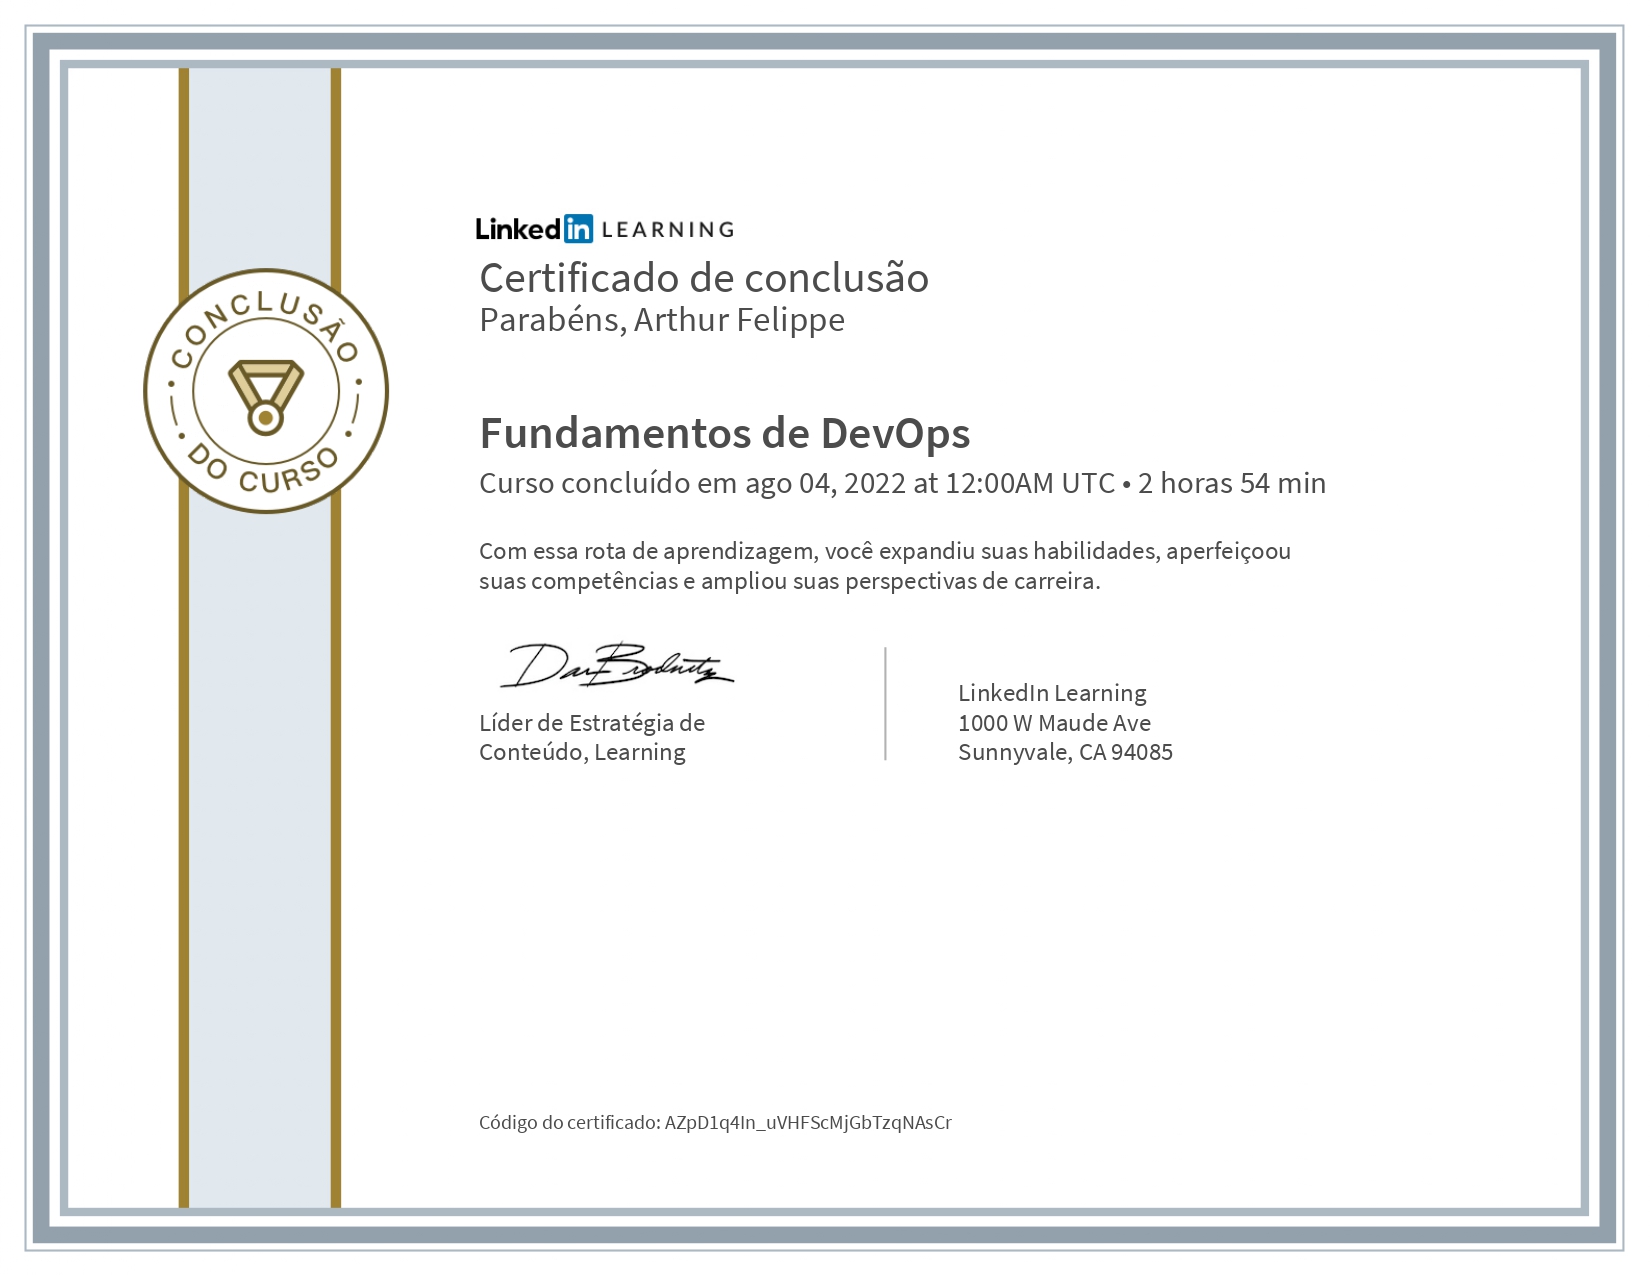 Linked in LEARNING
Certificado de conclusão
Parabéns, Arthur Felippe
• CONCLUSÃO •
• DO CURSO •
Fundamentos de DevOps
Curso concluído em ago 04, 2022 at 12:00AM UTC • 2 horas 54 min
Com essa rota de aprendizagem, você expandiu suas habilidades, aperfeiçoou
suas competências e ampliou suas perspectivas de carreira.
Líder de Estratégia de
Conteúdo, Learning
LinkedIn Learning
1000 W Maude Ave
Sunnyvale, CA 94085
Código do certificado: AZpD1q4In_uVHFScMjGbTzqNAsCr